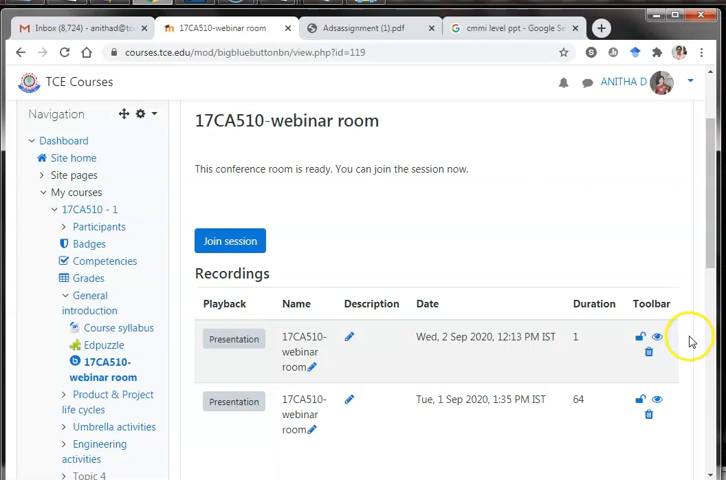 Inbox (8,724) - anithad@to
17CA510-webinar room
Adsassignment (1).pdf
cmmi level ppt - Google Se
courses.tce.edu/mod/bigbluebuttonbn/view.php?id=119
TCE Courses
ANITHA D
Navigation
Dashboard
Site home
Site pages
My courses
17CA510 - 1
Participants
Badges
Competencies
Grades
General
introduction
Course syllabus
Edpuzzle
17CA510-
webinar room
Product & Project
life cycles
Umbrella activities
Engineering
activities
Topic 4
17CA510-webinar room
This conference room is ready. You can join the session now.
Join session
Recordings
Playback Name Description Date Duration Toolbar
Presentation 17CA510- Wed, 2 Sep 2020, 12:13 PM IST 1
webinar
room
Presentation 17CA510- Tue, 1 Sep 2020, 1:35 PM IST 64
webinar
room